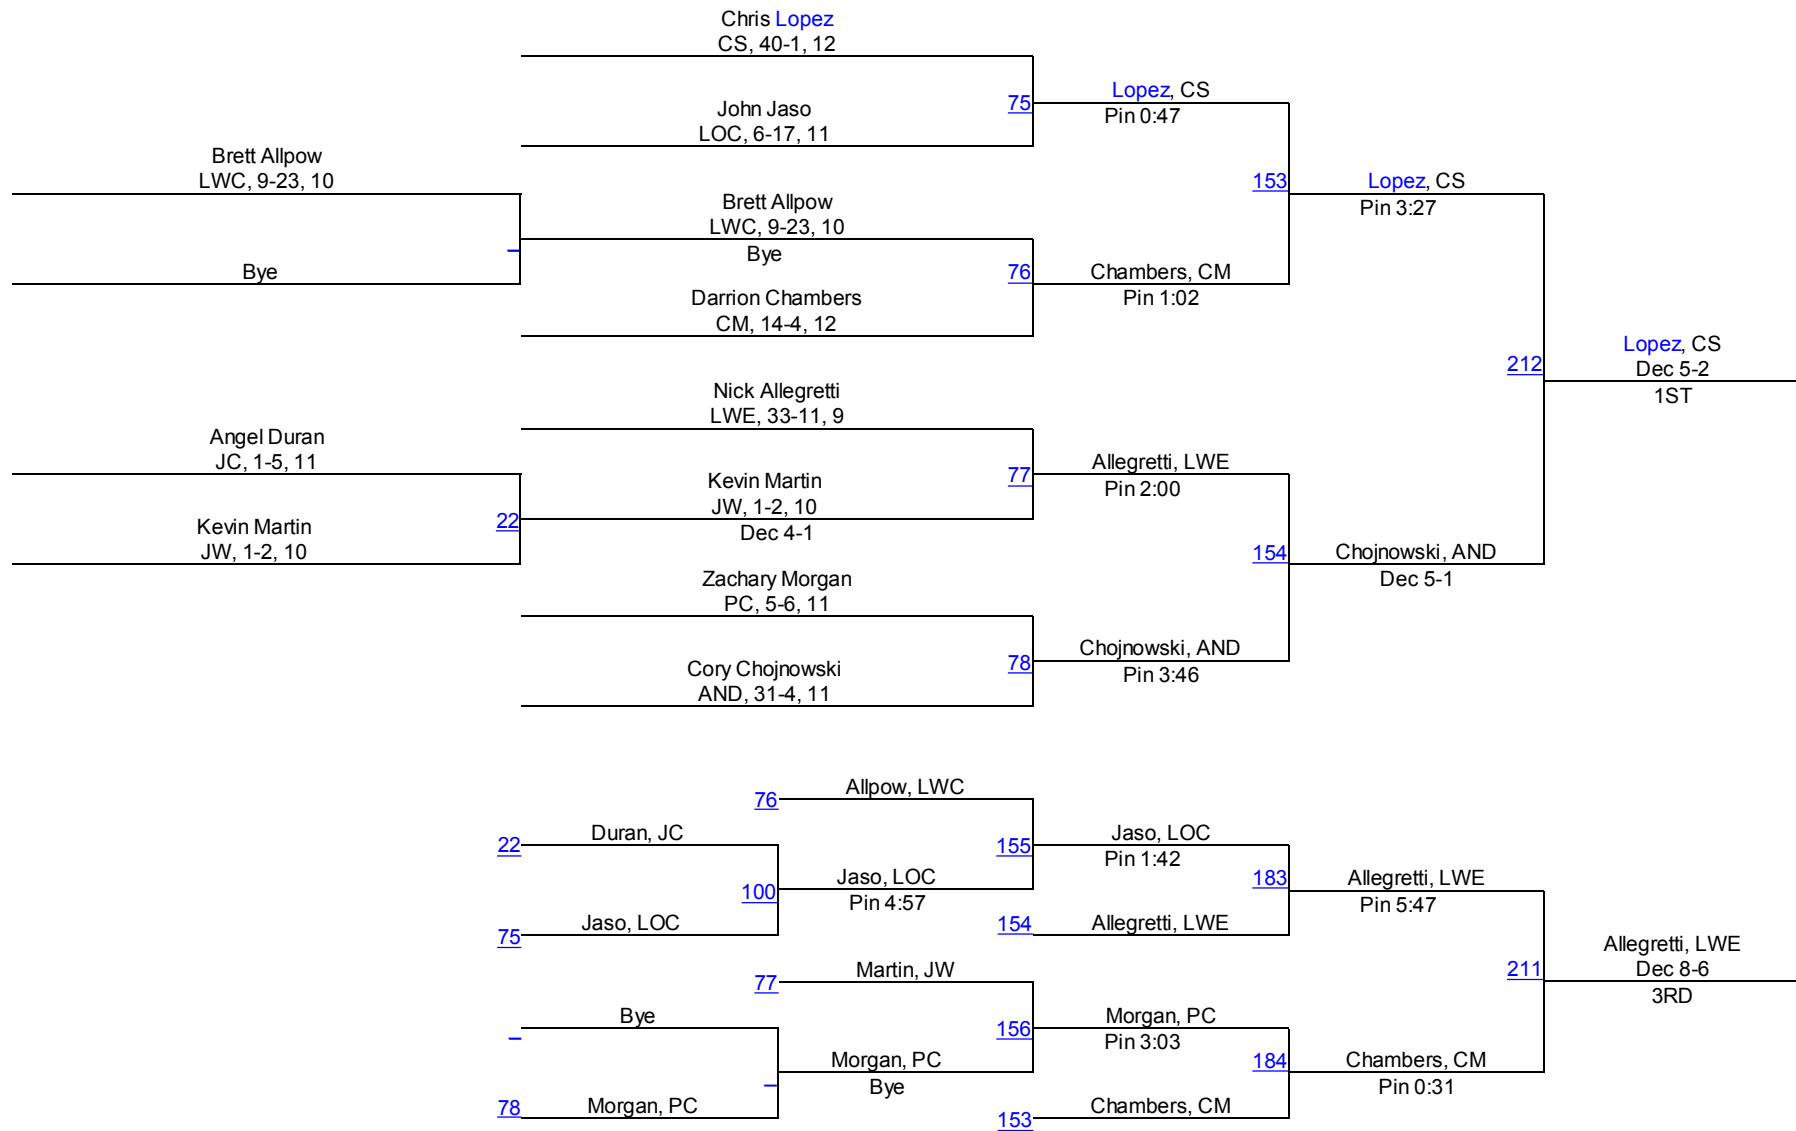 Chris Lopez
CS, 40-1, 12
75
Lopez, CS
Pin 0:47
John Jaso
LOC, 6-17, 11
Brett Allpow
LWC, 9-23, 10
153
Lopez, CS
Pin 3:27
Brett Allpow
LWC, 9-23, 10
Bye
–
Bye
76
Chambers, CM
Pin 1:02
Darrion Chambers
CM, 14-4, 12
212
Lopez, CS
Dec 5-2
1ST
Nick Allegretti
LWE, 33-11, 9
Angel Duran
JC, 1-5, 11
77
Allegretti, LWE
Pin 2:00
Kevin Martin
JW, 1-2, 10
Dec 4-1
22
Kevin Martin
JW, 1-2, 10
154
Chojnowski, AND
Dec 5-1
Zachary Morgan
PC, 5-6, 11
78
Chojnowski, AND
Pin 3:46
Cory Chojnowski
AND, 31-4, 11
76
Allpow, LWC
22
Duran, JC
155
Jaso, LOC
Pin 1:42
100
Jaso, LOC
Pin 4:57
183
Allegretti, LWE
Pin 5:47
75
Jaso, LOC
154
Allegretti, LWE
211
Allegretti, LWE
Dec 8-6
3RD
77
Martin, JW
–
Bye
156
Morgan, PC
Pin 3:03
–
Morgan, PC
Bye
184
Chambers, CM
Pin 0:31
78
Morgan, PC
153
Chambers, CM